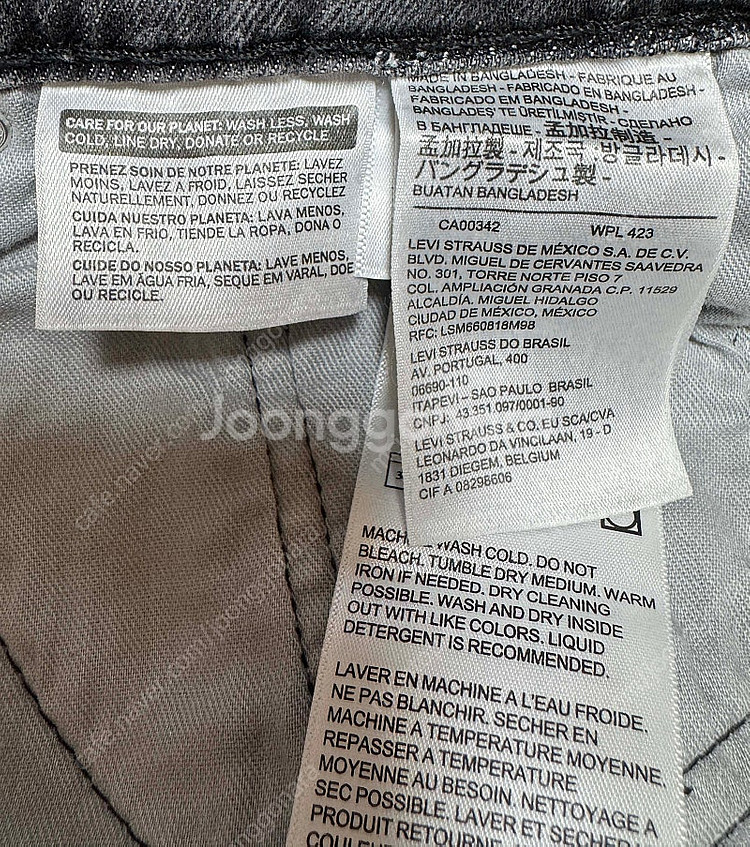 CARE FOR OUR PLANET: WASH LESS, WASH
COLD, LINE DRY, DONATE OR RECYCLE
PRENEZ SOIN DE NOTRE PLANETE: LAVEZ
MOINS, LAVEZ A FROID, LAISSEZ SECHER
NATURELLEMENT, DONNEZ OU RECYCLEZ
CUIDA NUESTRO PLANETA: LAVA MENOS,
LAVA EN FRIO, TIENDE LA ROPA, DONA O
RECICLA.
CUIDE DO NOSSO PLANETA: LAVE MENOS,
LAVE EM ÁGUA FRIA, SEQUE EM VARAL, DOE
OU RECICLE.
MADE IN BANGLADESH - FABRIQUE AU
BANGLADESH - FABRICADO EN BANGLADESH -
FABRICADO EM BANGLADESH -
BANGLADEŞ`TE ÜRETİLMİŞTİR - СДЕЛАНО
В БАНГЛАДЕШЕ - 孟加拉制造 -
孟加拉製 - 제조국 : 방글라데시 -
バングラデシュ製 -
BUATAN BANGLADESH
CA00342 WPL 423
LEVI STRAUSS DE MÉXICO S.A. DE C.V.
BLVD. MIGUEL DE CERVANTES SAAVEDRA
NO. 301, TORRE NORTE PISO 7
COL. AMPLIACIÓN GRANADA C.P. 11529
ALCALDÍA. MIGUEL HIDALGO
CIUDAD DE MÉXICO, MÉXICO
RFC: LSM660818M98
LEVI STRAUSS DO BRASIL
AV. PORTUGAL, 400
06690-110
ITAPEVI – SAO PAULO BRASIL
CNPJ: 43.351.097/0001-90
LEVI STRAUSS & CO. EU SCA/CVA
LEONARDO DA VINCILAAN, 19 - D
1831 DIEGEM, BELGIUM
CIF A 08298606
WASH COLD. DO NOT
BLEACH. TUMBLE DRY MEDIUM. WARM
IRON IF NEEDED. DRY CLEANING
POSSIBLE. WASH AND DRY INSIDE
OUT WITH LIKE COLORS. LIQUID
DETERGENT IS RECOMMENDED.
LAVER EN MACHINE A L'EAU FROIDE.
NE PAS BLANCHIR. SECHER EN
MACHINE A TEMPERATURE MOYENNE.
REPASSER A TEMPERATURE
MOYENNE AU BESOIN. NETTOYAGE A
SEC POSSIBLE. LAVER ET SECHER
PRODUIT RETOURNE